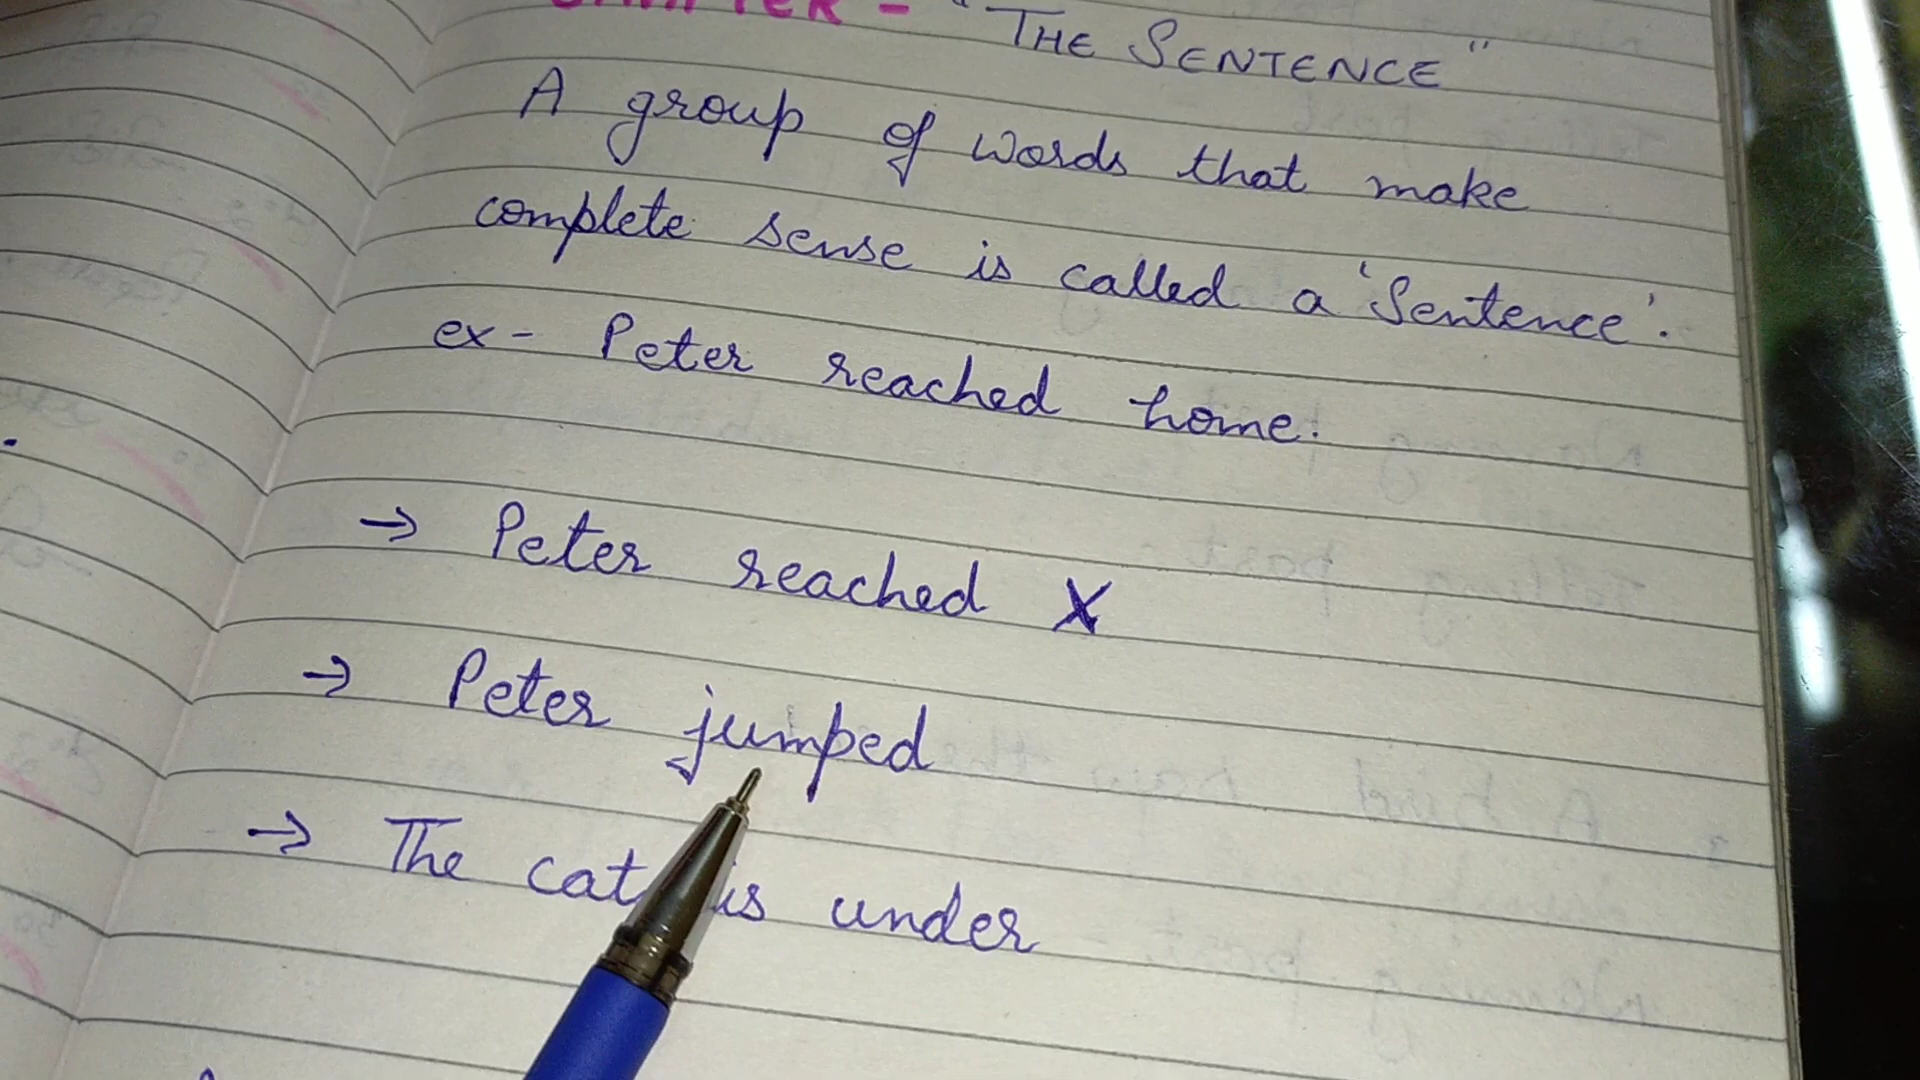 CHAPTER - "THE SENTENCE"
A group of words that make
complete sense is called a 'Sentence'.
ex - Peter reached home.
→ Peter reached X
→ Peter jumped
→ The cat is under